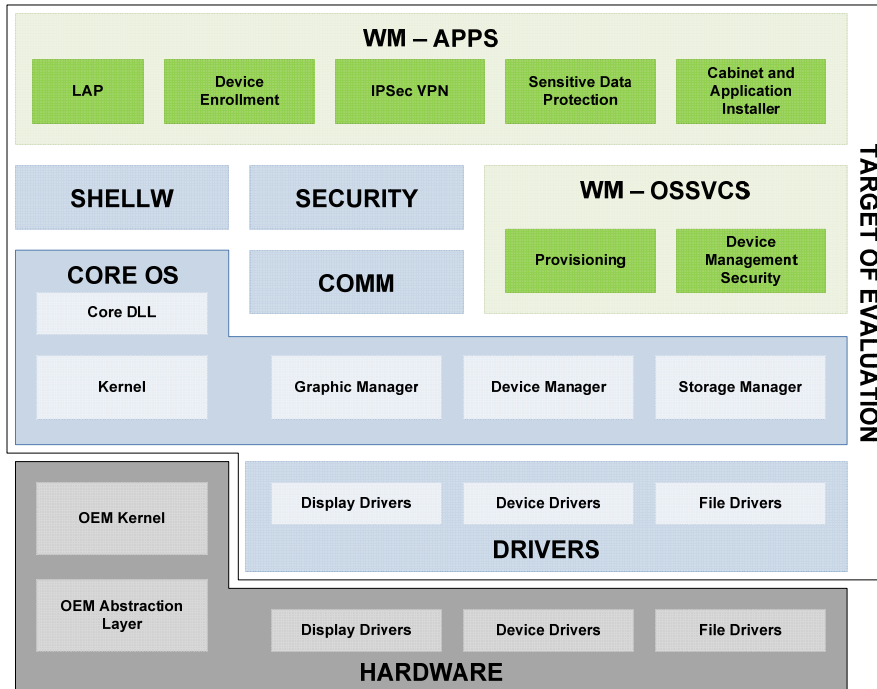 WM – APPS
LAP
Device
Enrollment
IPSec VPN
Sensitive Data
Protection
Cabinet and
Application
Installer
SHELLW
SECURITY
WM – OSSVCS
Provisioning
Device
Management
Security
CORE OS
Core DLL
COMM
Kernel
Graphic Manager
Device Manager
Storage Manager
TARGET OF EVALUATION
OEM Kernel
Display Drivers
Device Drivers
File Drivers
DRIVERS
OEM Abstraction
Layer
Display Drivers
Device Drivers
File Drivers
HARDWARE